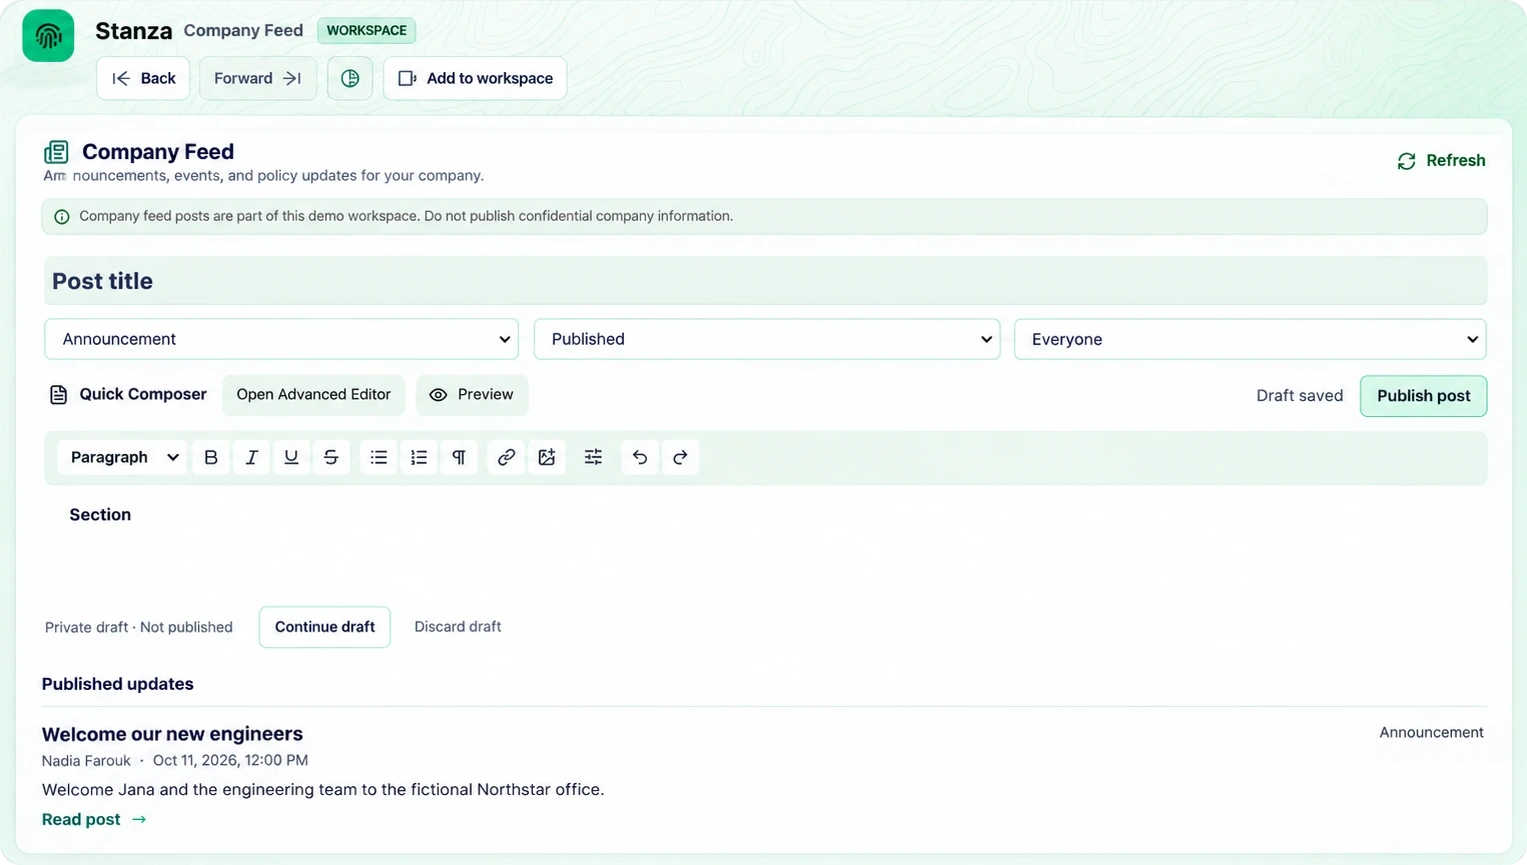 Stanza Company Feed WORKSPACE
Back Forward Add to workspace
Company Feed
Refresh
nouncements, events, and policy updates for your company.
Company feed posts are part of this demo workspace. Do not publish confidential company information.
Post title
Announcement Published Everyone
Quick Composer Open Advanced Editor Preview Draft saved Publish post
Paragraph B I U S
Section
Private draft · Not published Continue draft Discard draft
Published updates
Welcome our new engineers Announcement
Nadia Farouk · Oct 11, 2026, 12:00 PM
Welcome Jana and the engineering team to the fictional Northstar office.
Read post →